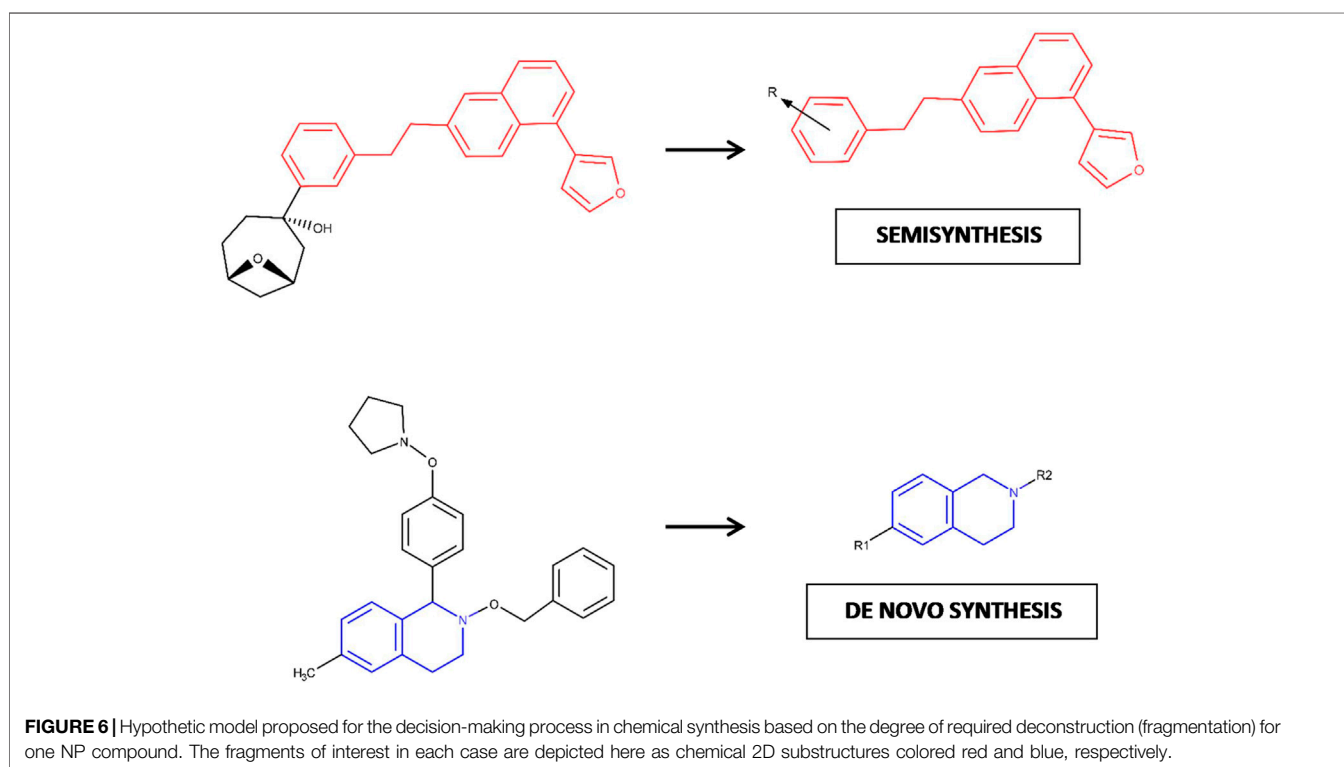 R
OH
O
O
O
SEMISYNTHESIS
N
O
N
R2
R1
O
N
H₃C
DE NOVO SYNTHESIS
FIGURE 6 | Hypothetic model proposed for the decision-making process in chemical synthesis based on the degree of required deconstruction (fragmentation) for
one NP compound. The fragments of interest in each case are depicted here as chemical 2D substructures colored red and blue, respectively.